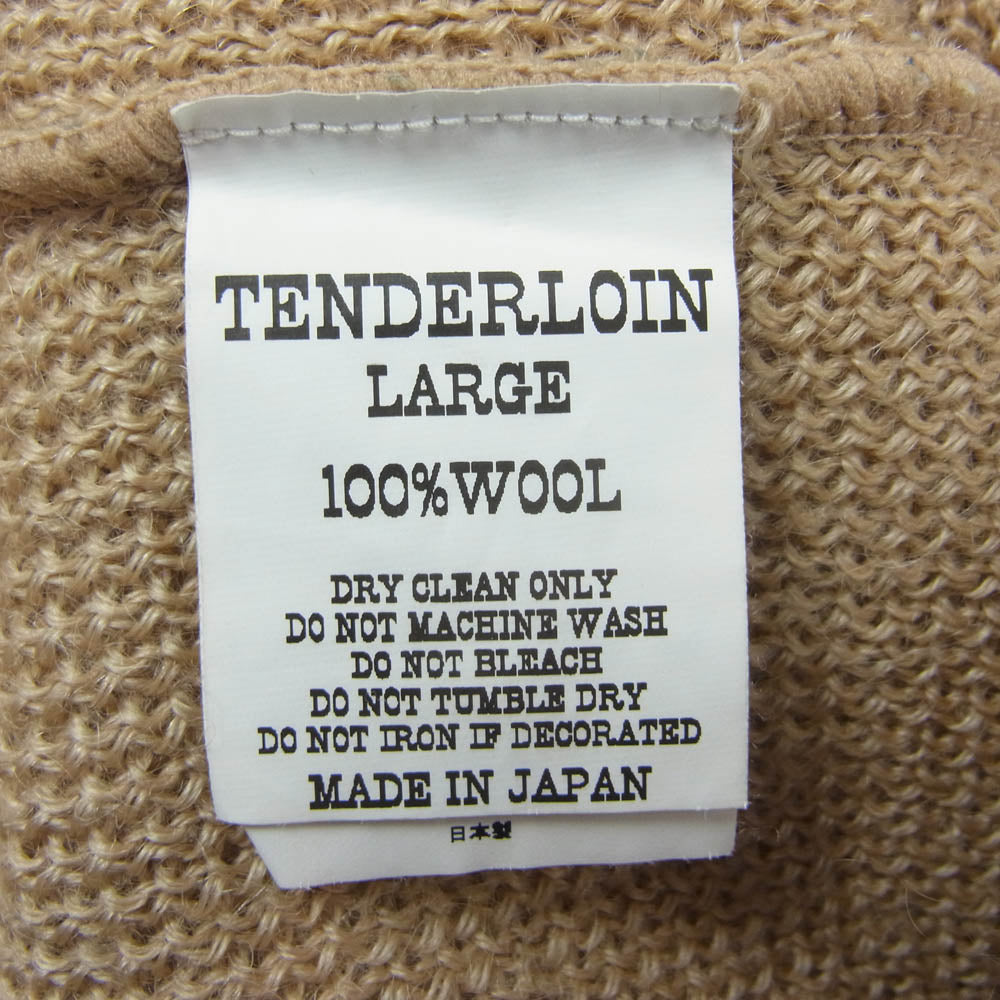 TENDERLOIN
LARGE
100%WOOL
DRY CLEAN ONLY
DO NOT MACHINE WASH
DO NOT BLEACH
DO NOT TUMBLE DRY
DO NOT IRON IF DECORATED
MADE IN JAPAN
日本製